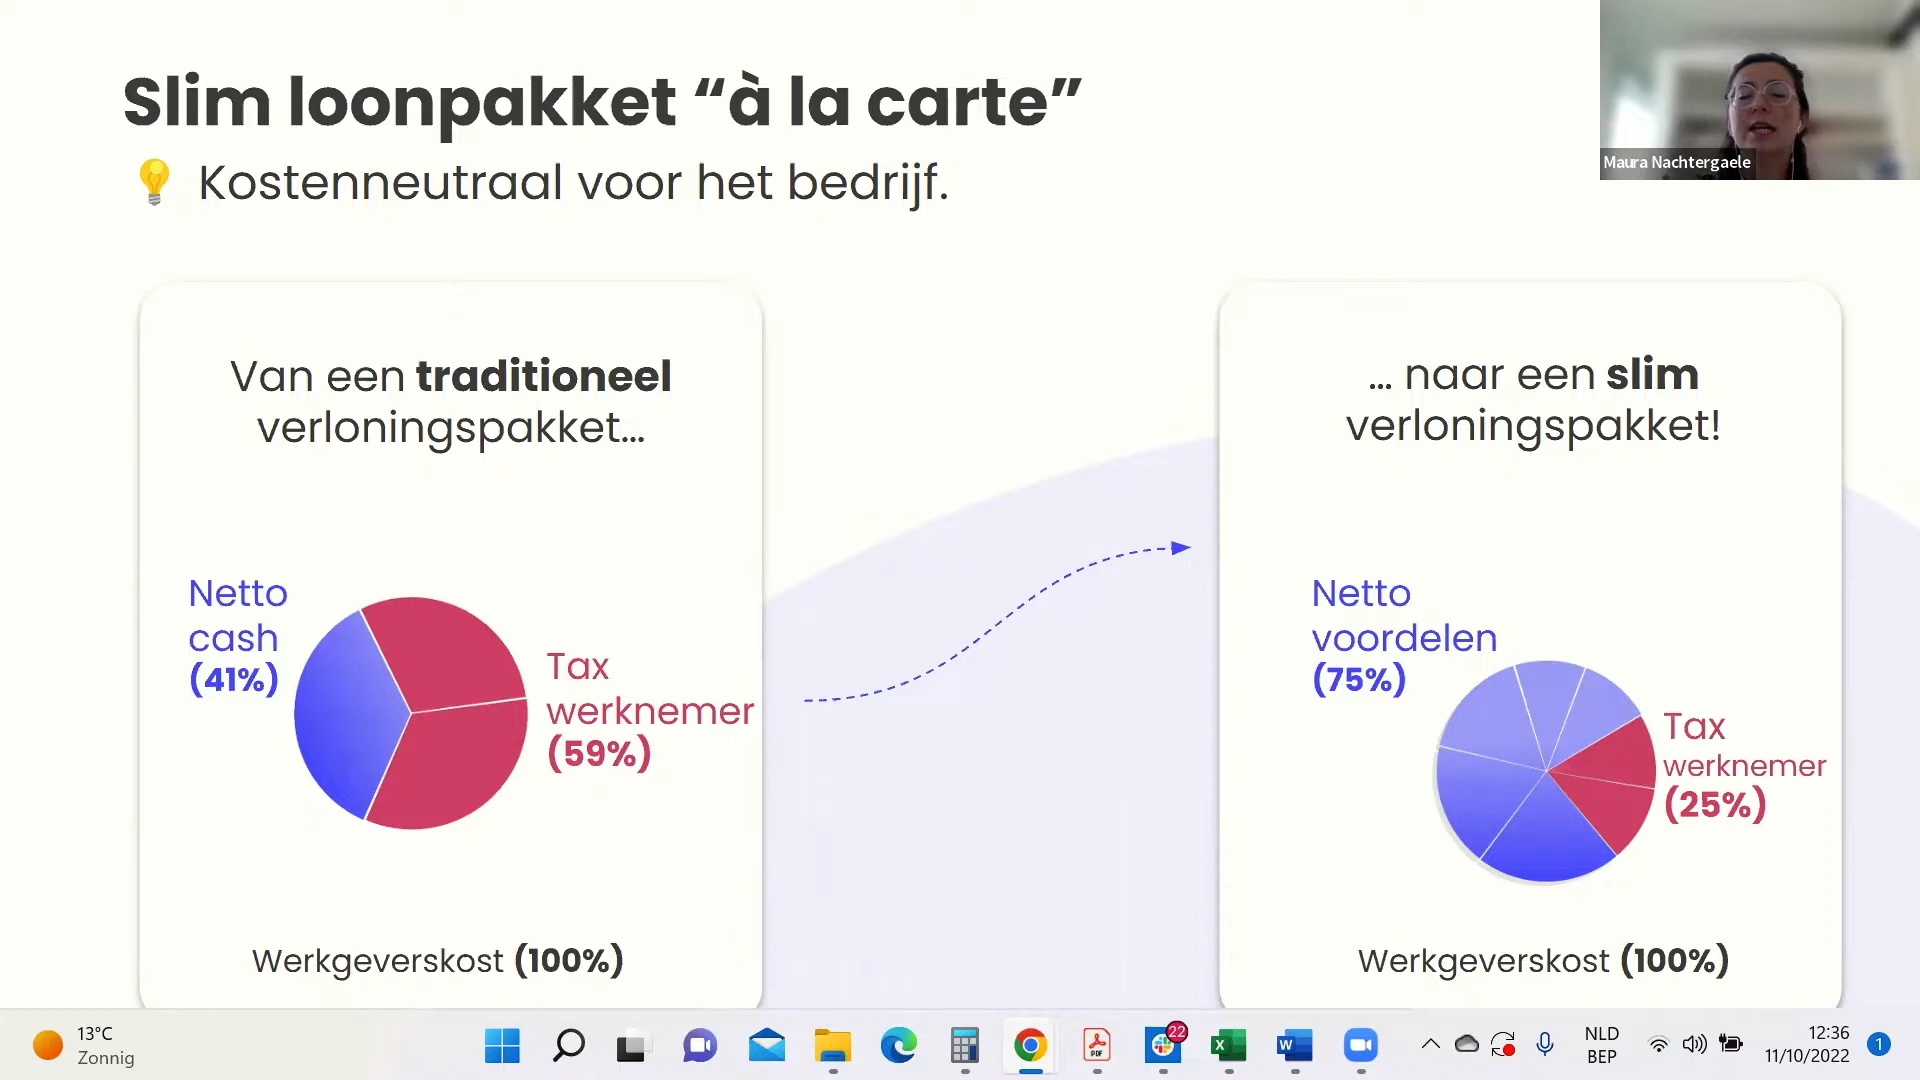 Slim loonpakket “à la carte”
Kostenneutraal voor het bedrijf.
Maura Nachtergaele
Van een traditioneel
verloningspakket...
Netto
cash
(41%)
Tax
werknemer
(59%)
Werkgeverskost (100%)
... naar een slim
verloningspakket!
Netto
voordelen
(75%)
Tax
werknemer
(25%)
Werkgeverskost (100%)
13°C
Zonnig
PDF
22
X
W
NLD
BEP
12:36
11/10/2022
1